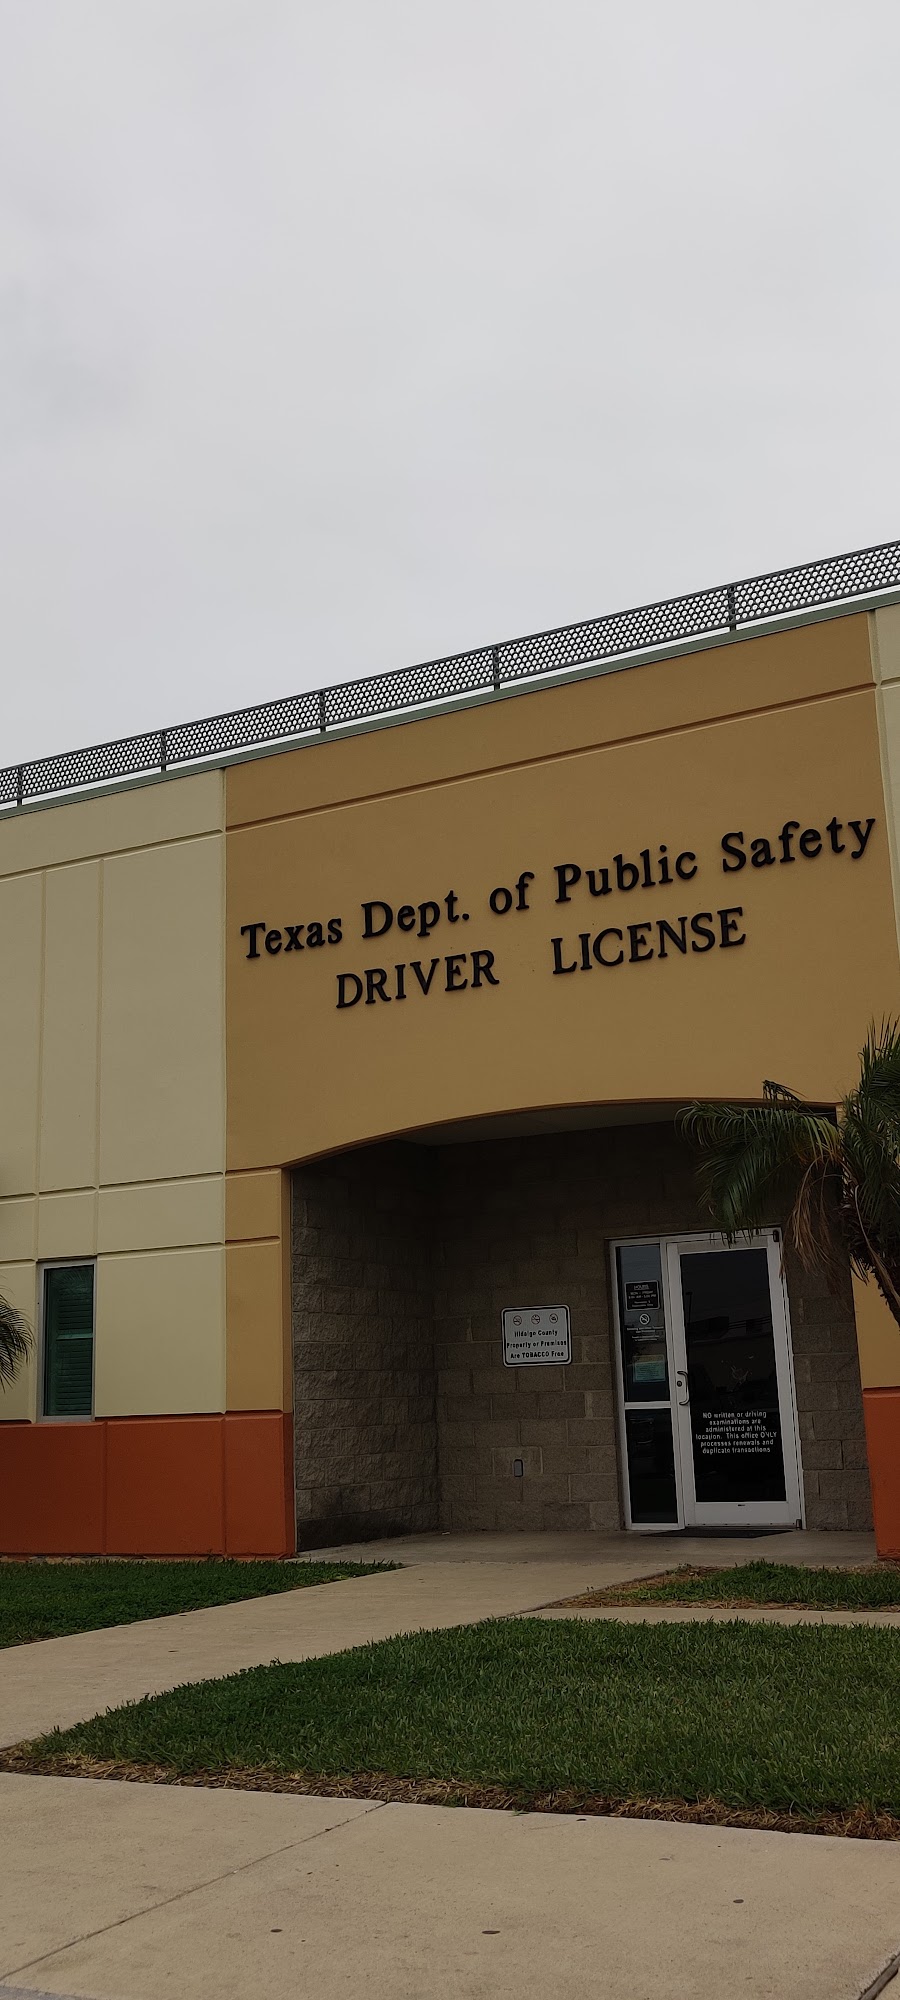 Texas Dept. of Public Safety
DRIVER LICENSE
Hidalgo County
Property or Premises
Are TOBACCO Free
HOURS
NO written or driving
examinations are
administered at this
location. This office ONLY
processes renewals and
duplicate transactions